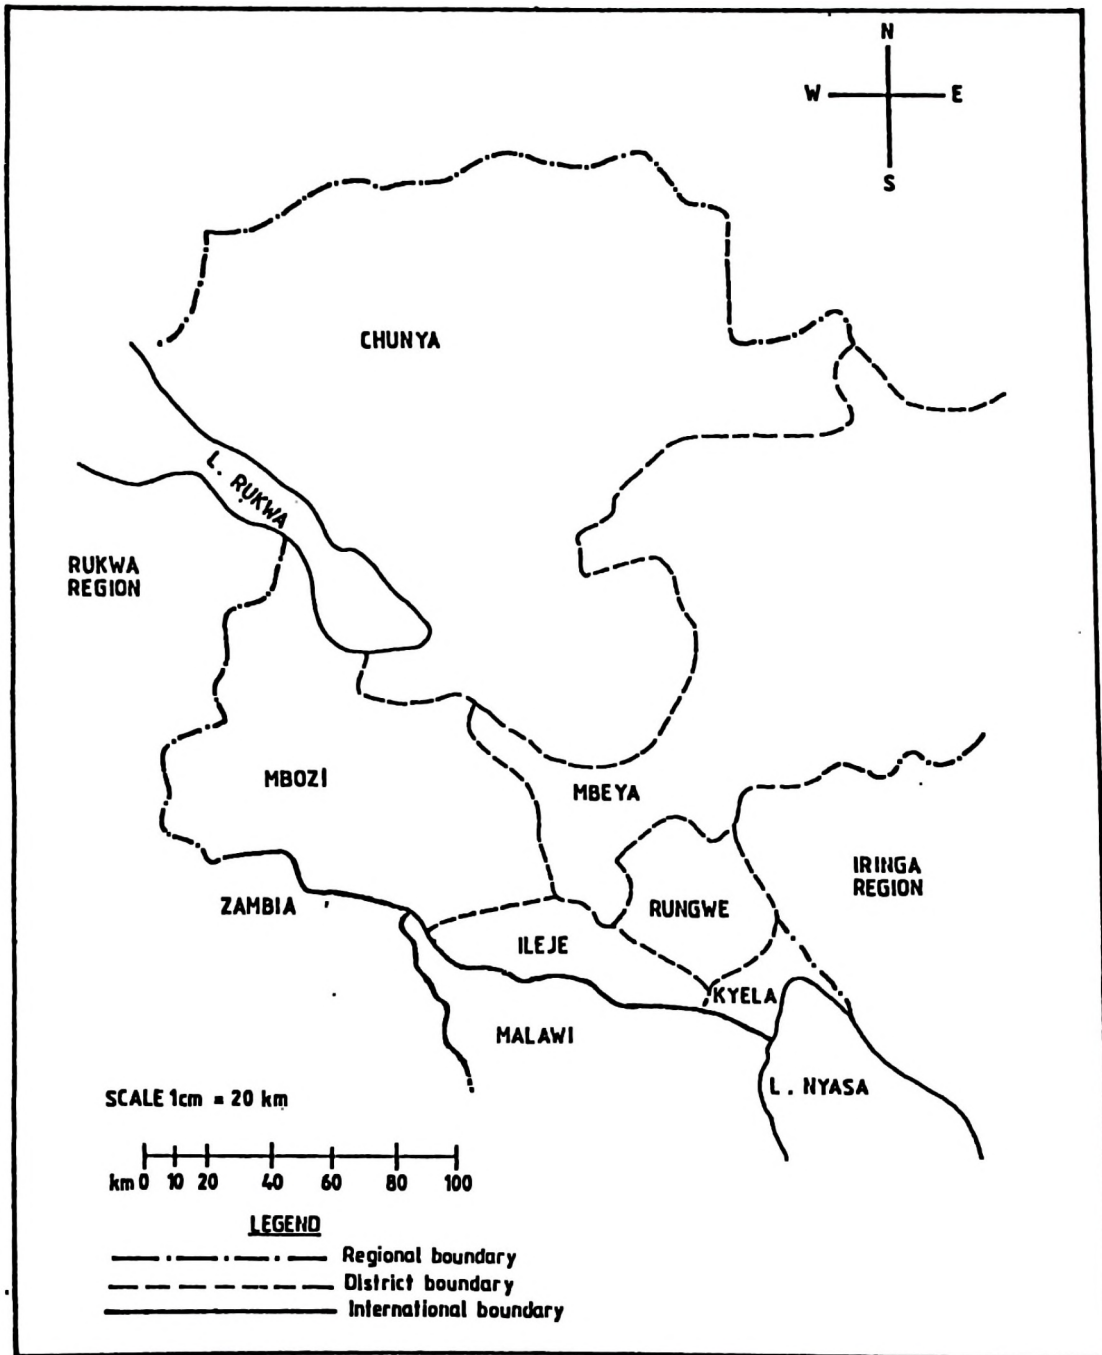 N
W E
S
CHUNYA
L. RUKWA
RUKWA
REGION
MBOZI
MBEYA
IRINGA
REGION
ZAMBIA
RUNGWE
ILEJE
KYELA
MALAWI
L. NYASA
SCALE 1cm = 20 km
km 0 10 20 40 60 80 100
LEGEND
Regional boundary
District boundary
International boundary